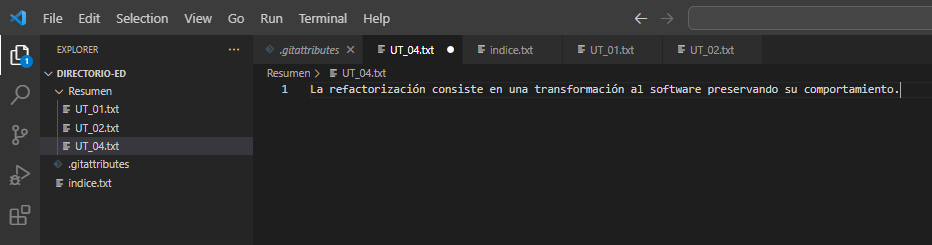 File Edit Selection View Go Run Terminal Help
EXPLORER
DIRECTORIO-ED
Resumen
UT_01.txt
UT_02.txt
UT_04.txt
.gitattributes
indice.txt
1
.gitattributes UT_04.txt indice.txt UT_01.txt UT_02.txt
Resumen > UT_04.txt
1 La refactorización consiste en una transformación al software preservando su comportamiento.